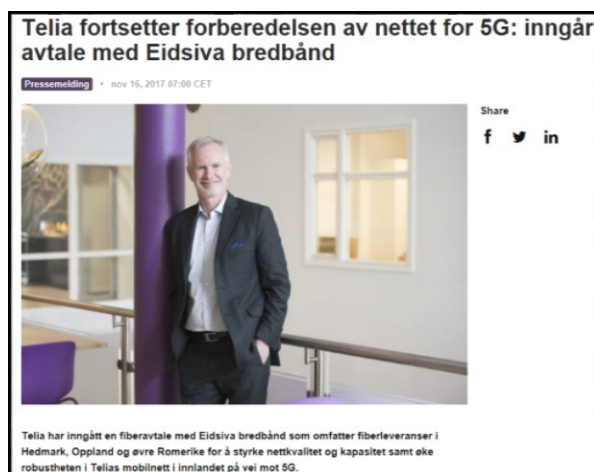 Telia fortsetter forberedelsen av nettet for 5G: inngår
avtale med Eidsiva bredbånd
Pressemelding • nov 16, 2017 07:00 CET
Share
Telia har inngått en fiberavtale med Eidsiva bredbånd som omfatter fiberleveranser i
Hedmark, Oppland og øvre Romerike for å styrke nettkvalitet og kapasitet samt øke
robustheten i Telias mobilnett i innlandet på vei mot 5G.